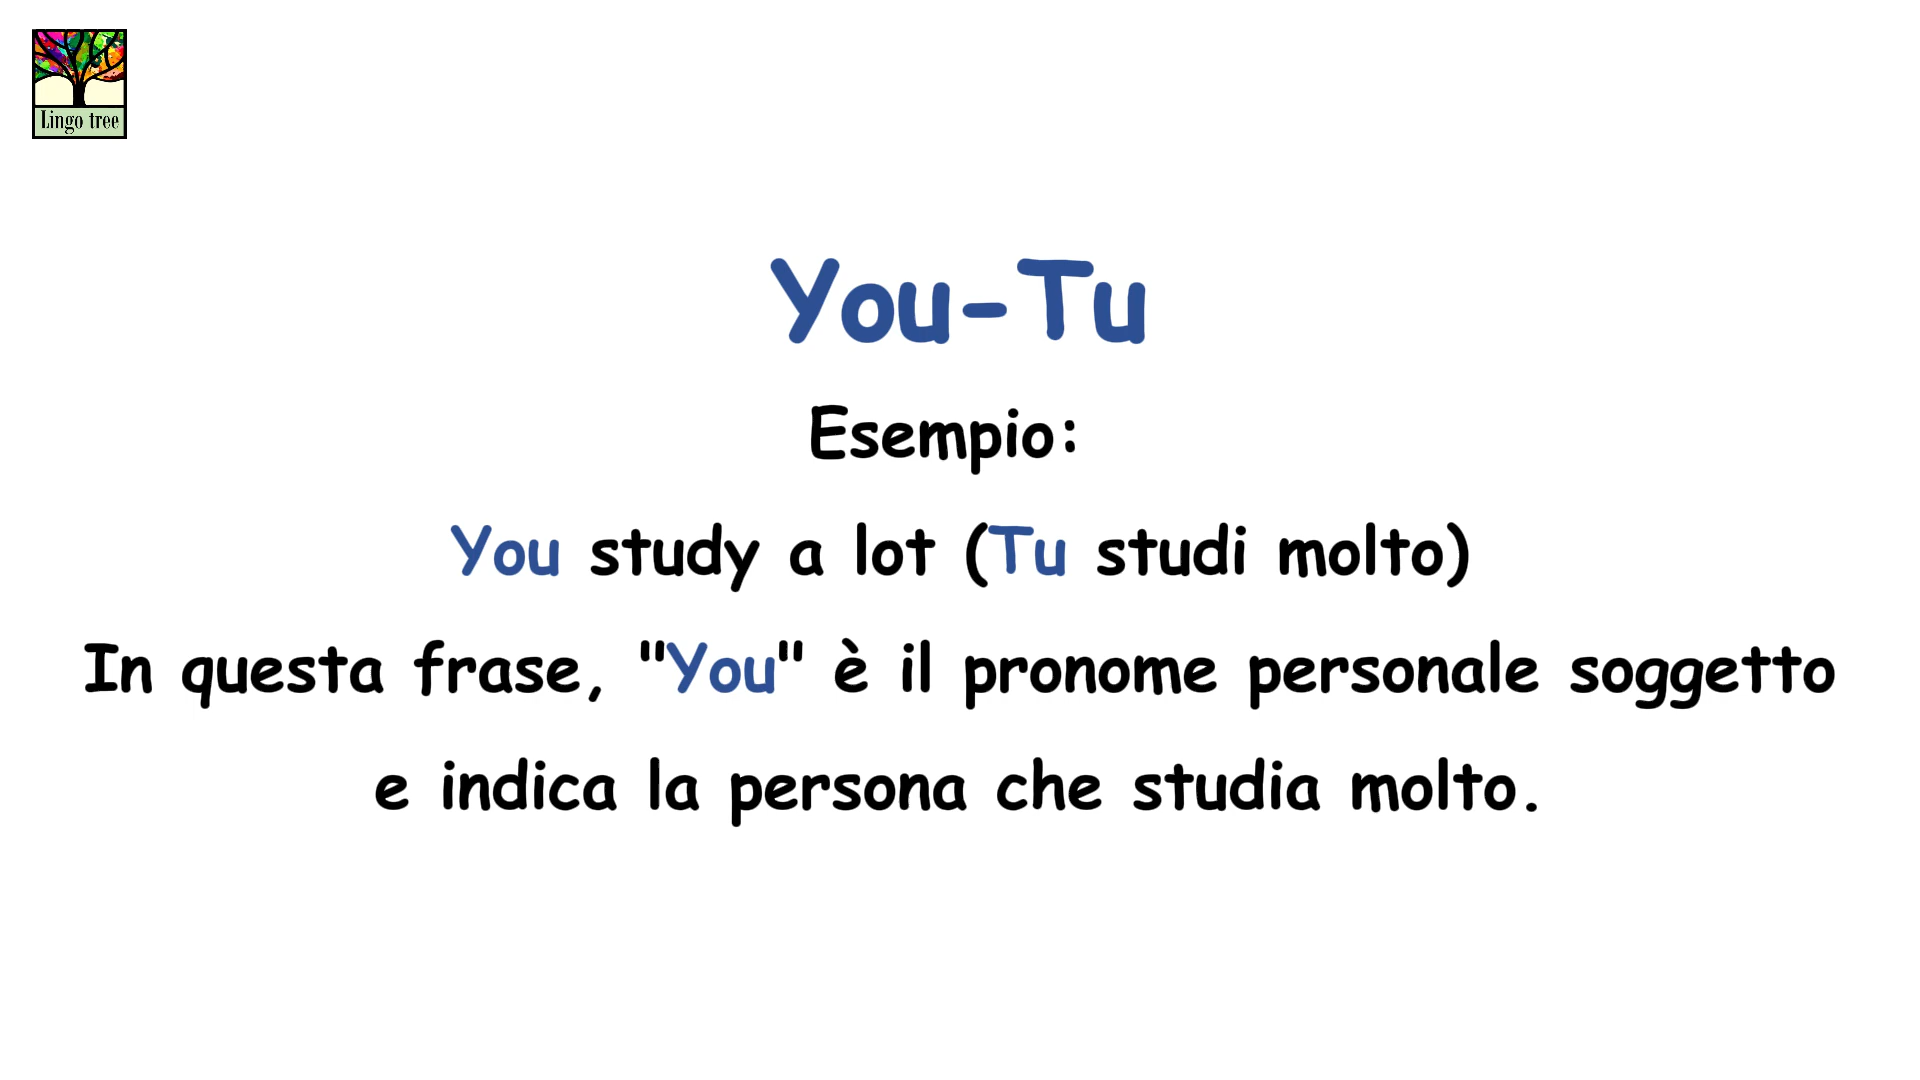 Lingo tree
You-Tu
Esempio:
You study a lot (Tu studi molto)
In questa frase, "You" è il pronome personale soggetto
e indica la persona che studia molto.